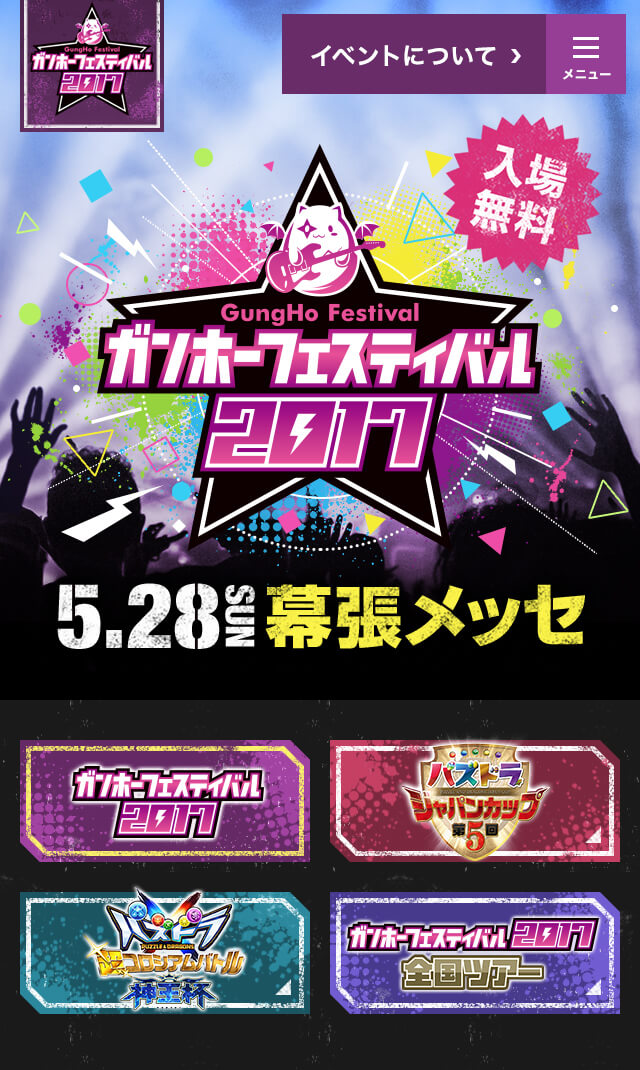 GungHo Festival
ガンホーフェスティバル
2017
イベントについて
メニュー
入場
無料
GungHo Festival
ガンホーフェスティバル
2017
5.28 SUN 幕張メッセ
ガンホーフェスティバル
2017
パズドラ
ジャパンカップ
第5回
パズドラ
PUZZLE & DRAGONS
超コロシアムバトル
神王杯
ガンホーフェスティバル 2017
全国ツアー